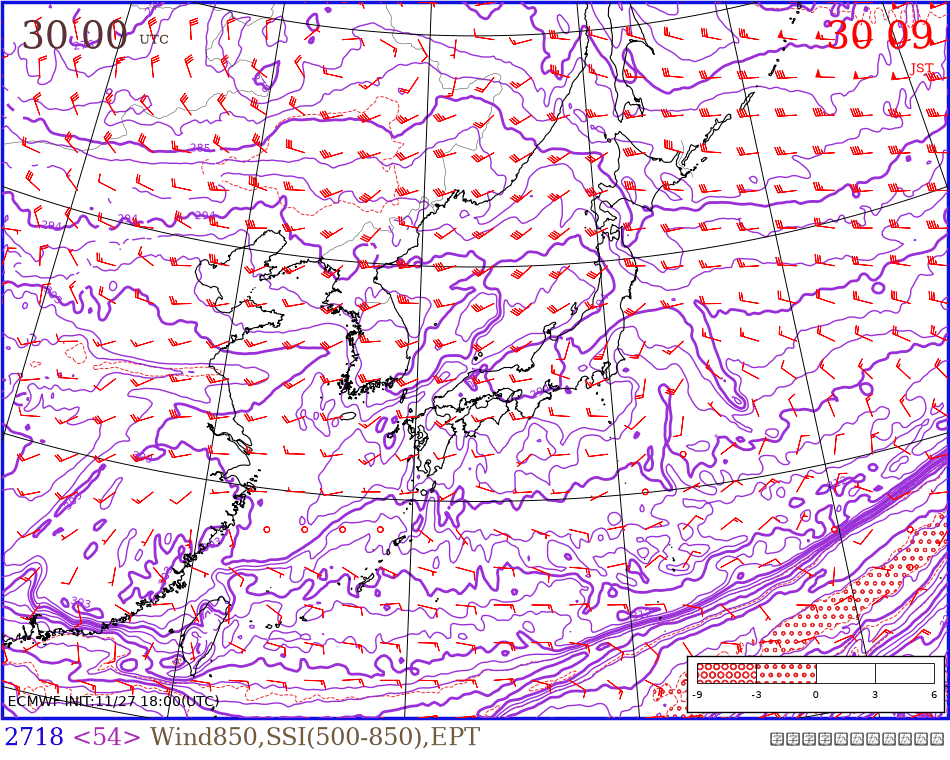 30 00 UTC
30 09
JST
285
294
294
294
303
-9 -3 0 3 6
ECMWF INIT:11/27 18:00(UTC)
2718 <54> Wind850,SSI(500-850),EPT